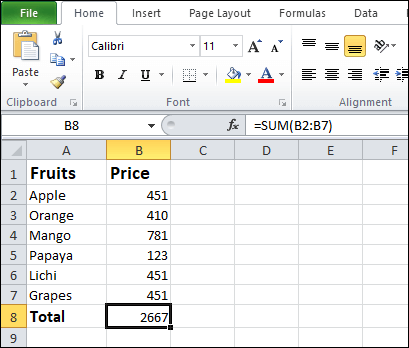 File Home Insert Page Layout Formulas Data
Calibri 11 A A
Paste B I U A
Clipboard Font Alignment
B8 fx =SUM(B2:B7)
A B C D E F
1 Fruits Price
2 Apple 451
3 Orange 410
4 Mango 781
5 Papaya 123
6 Lichi 451
7 Grapes 451
8 Total 2667
9